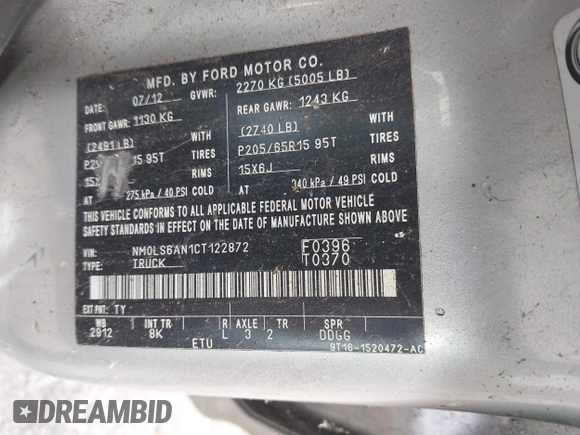 MFD. BY FORD MOTOR CO.
DATE: 07/12 GVWR: 2270 KG (5005 LB)
FRONT GAWR: 1130 KG REAR GAWR: 1243 KG
(2491 LB) WITH (2740 LB) WITH
15 95T TIRES P205/65R15 95T TIRES
RIMS 15X6J RIMS
AT 275 kPa / 40 PSI COLD AT 340 kPa / 49 PSI COLD
THIS VEHICLE CONFORMS TO ALL APPLICABLE FEDERAL MOTOR VEHICLE
SAFETY STANDARDS IN EFFECT ON THE DATE OF MANUFACTURE SHOWN ABOVE.
VIN: NM0LS6AN1CT122872 F0396
TYPE: TRUCK T0370
EXT PNT: TY
WB INT TR R AXLE TR SPR
2912 8K L 3 2 DDGG
ETU
9T16-1520472-AC
DREAMBID